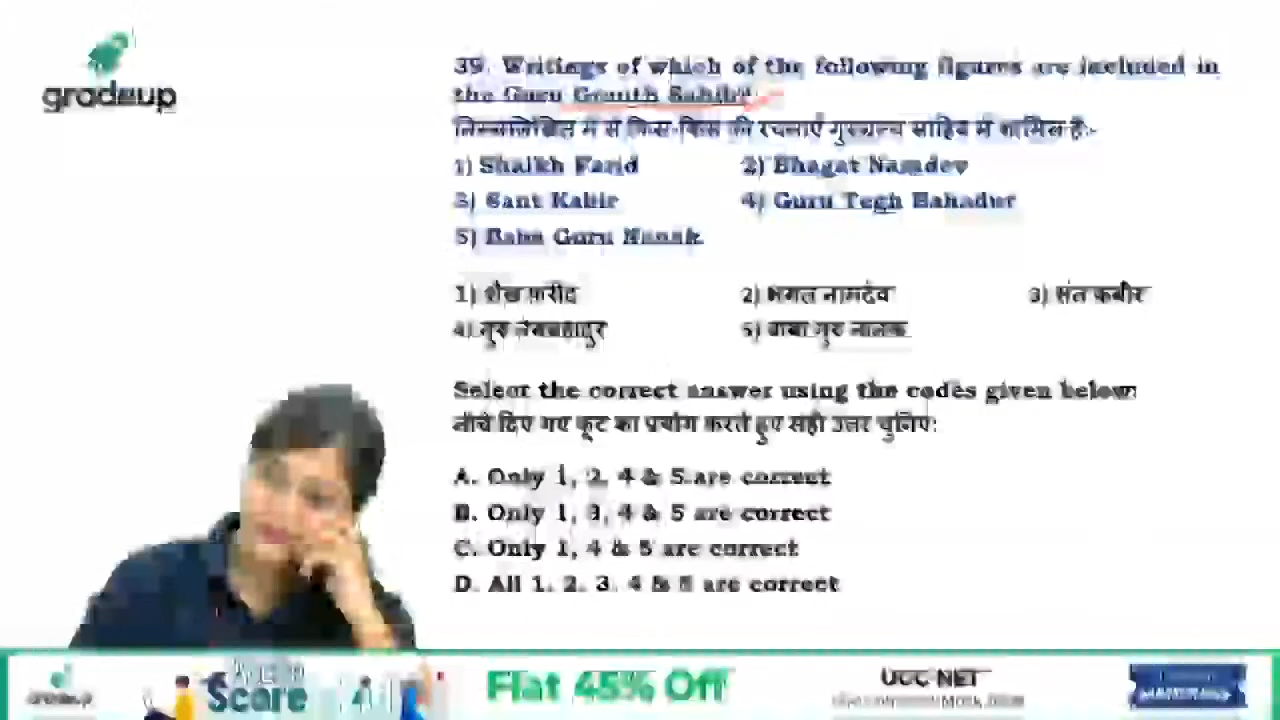 gradeup
39. Writings of which of the following figures are included in
the Guru Granth Sahib?
निम्नलिखित में से किस-किस की रचनाएँ गुरुग्रन्थ साहिब में शामिल है:-
1) Shaikh Farid 2) Bhagat Namdev
3) Sant Kabir 4) Guru Tegh Bahadur
5) Baba Guru Nanak
1) शैख फ़रीद 2) भगत नामदेव 3) संत कबीर
4) गुरु तेगबहादुर 5) बाबा गुरु नानक
Select the correct answer using the codes given below:
नीचे दिए गए कूट का प्रयोग करते हुए सही उत्तर चुनिए:
A. Only 1, 2, 4 & 5 are correct
B. Only 1, 3, 4 & 5 are correct
C. Only 1, 4 & 5 are correct
D. All 1, 2, 3, 4 & 5 are correct
gradeup Score Flat 45% Off UGC NET